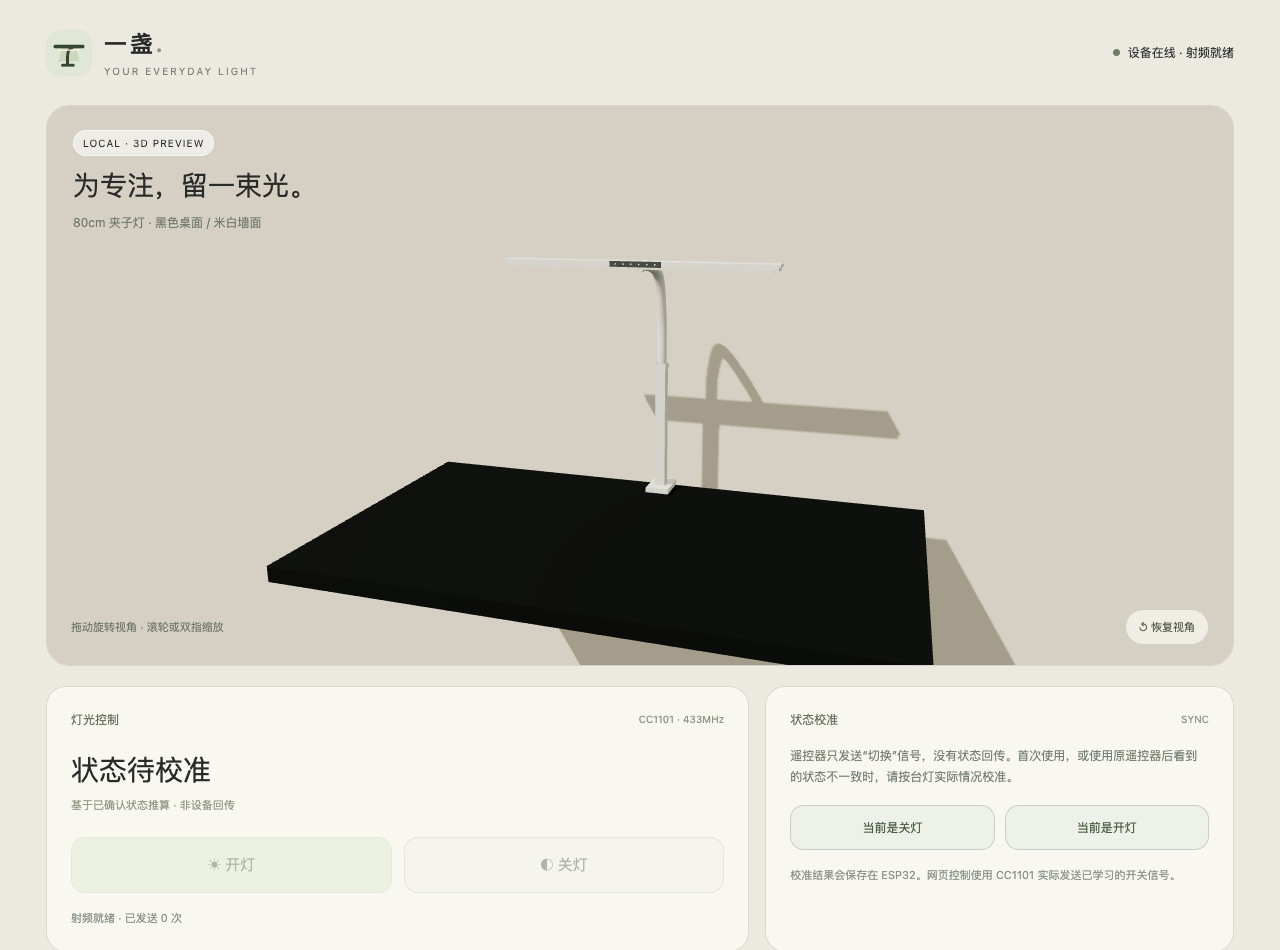 一盏.
YOUR EVERYDAY LIGHT
设备在线 · 射频就绪
LOCAL · 3D PREVIEW
为专注，留一束光。
80cm 夹子灯 · 黑色桌面 / 米白墙面
拖动旋转视角 · 滚轮或双指缩放
恢复视角
灯光控制
CC1101 · 433MHz
状态待校准
基于已确认状态推算 · 非设备回传
☀ 开灯
◐ 关灯
射频就绪 · 已发送 0 次
状态校准
SYNC
遥控器只发送“切换”信号，没有状态回传。首次使用，或使用原遥控器后看到
的状态不一致时，请按台灯实际情况校准。
当前是关灯
当前是开灯
校准结果会保存在 ESP32。网页控制使用 CC1101 实际发送已学习的开关信号。